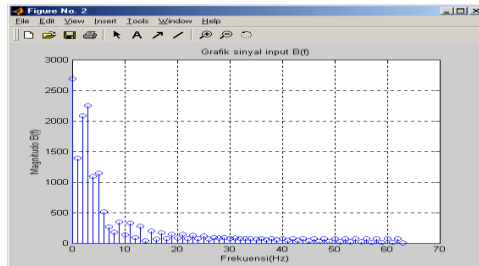 Figure No. 2
File Edit View Insert Tools Window Help
A
Grafik sinyal input B(f)
3000
2500
2000
1500
1000
500
0
Magnitudo B(f)
0 10 20 30 40 50 60 70
Frekuensi(Hz)